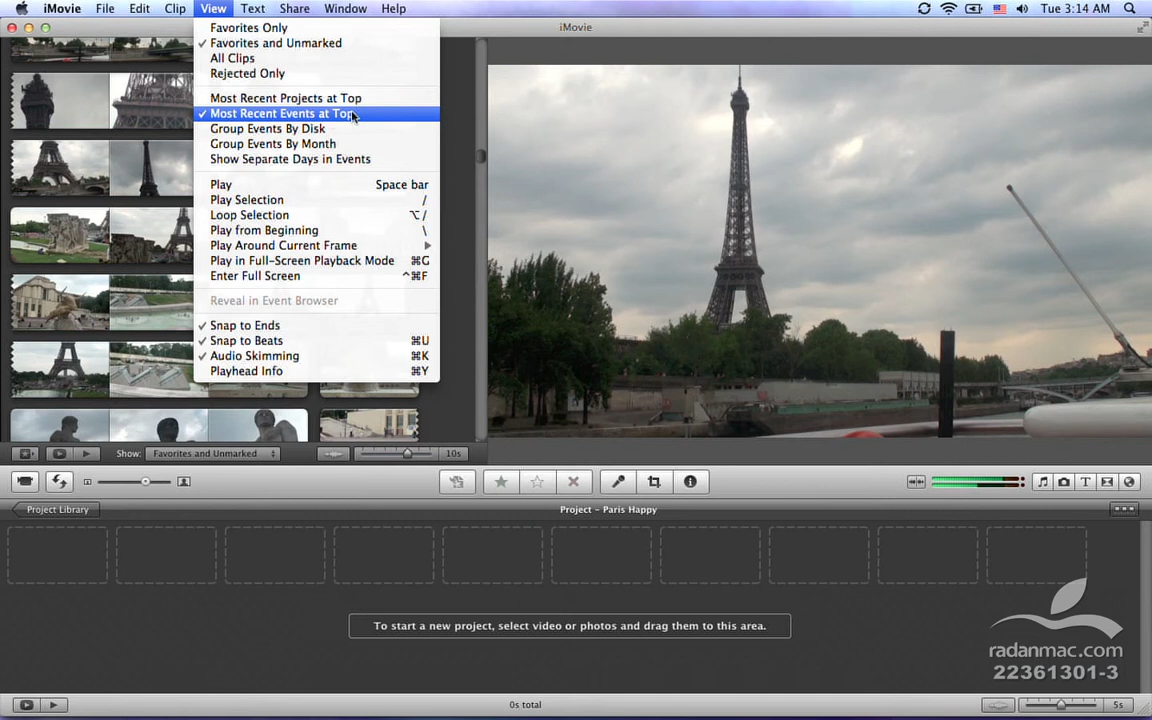 iMovie File Edit Clip View Text Share Window Help Tue 3:14 AM
iMovie
Favorites Only
✓ Favorites and Unmarked
All Clips
Rejected Only
Most Recent Projects at Top
✓ Most Recent Events at Top
Group Events By Disk
Group Events By Month
Show Separate Days in Events
Play Space bar
Play Selection /
Loop Selection ⌥/
Play from Beginning \
Play Around Current Frame
Play in Full-Screen Playback Mode ⌘G
Enter Full Screen ^⌘F
Reveal in Event Browser
✓ Snap to Ends
✓ Snap to Beats ⌘U
✓ Audio Skimming ⌘K
Playhead Info ⌘Y
Show: Favorites and Unmarked 10s
Project Library Project – Paris Happy
To start a new project, select video or photos and drag them to this area.
radanmac.com
22361301-3
0s total 5s